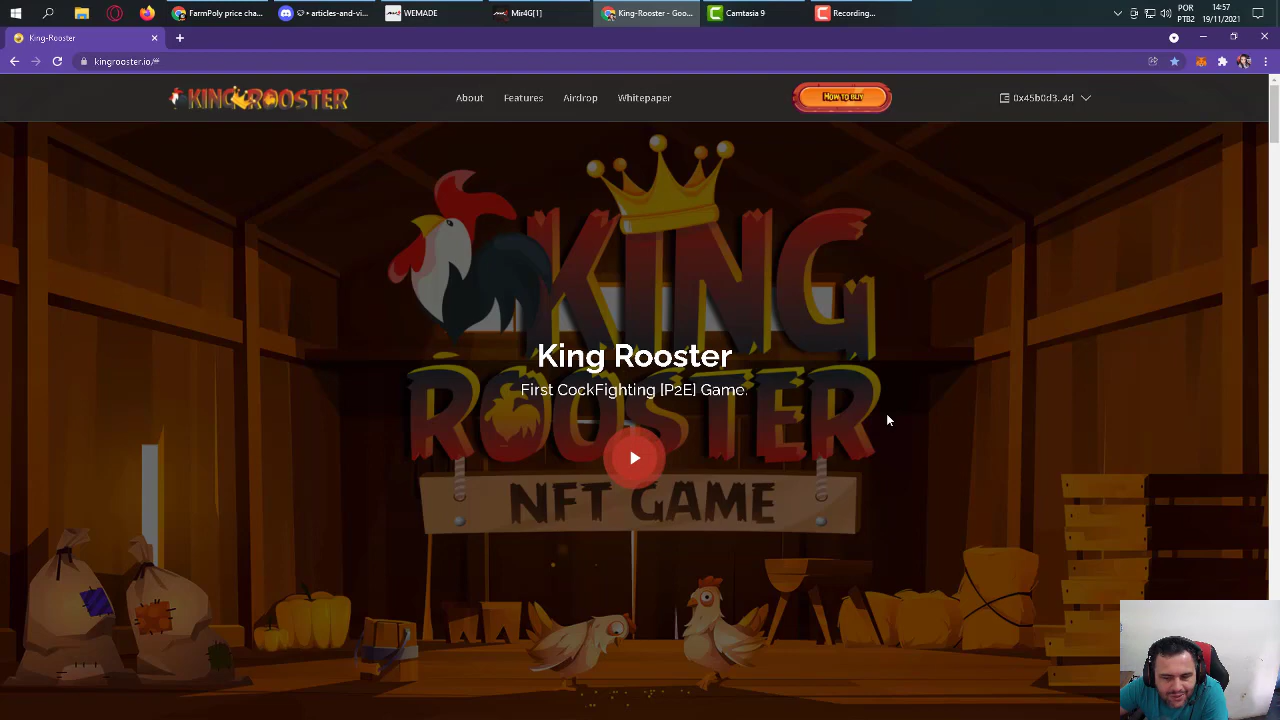 FarmPoly price cha...
• articles-and-vi...
WEMADE
Mir4G[1]
King-Rooster - Goo...
Camtasia 9
Recording...
POR
PTB2
14:57
19/11/2021
King-Rooster
kingrooster.io/#
KING ROOSTER
About
Features
Airdrop
Whitepaper
HOW TO BUY
0x45b0d3..4d
KING
ROOSTER
NFT GAME
King Rooster
First CockFighting [P2E] Game.